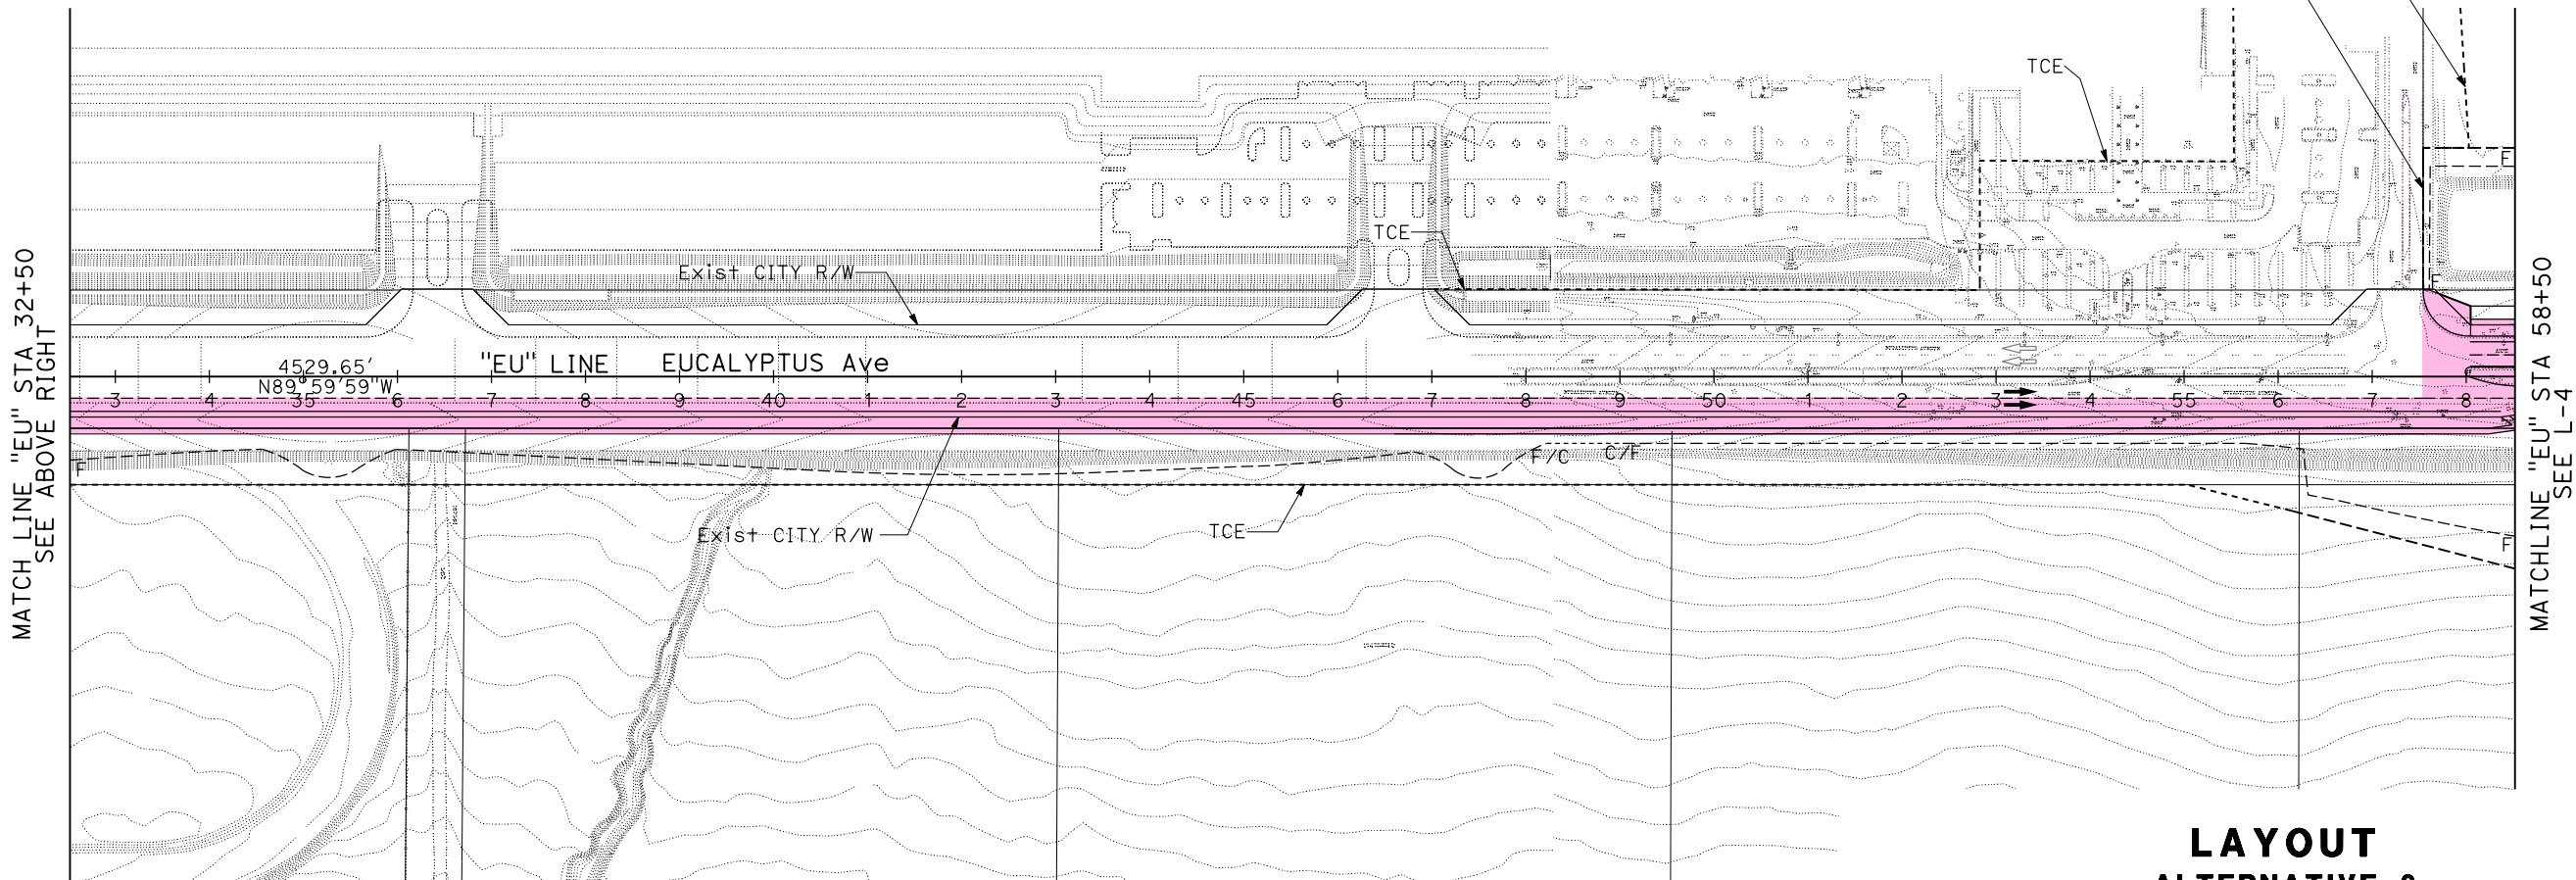 TCE
E
TCE
Exist CITY R/W
F
MATCH LINE "EU" STA 32+50
SEE ABOVE RIGHT
4529.65'
N89°59'59"W
"EU" LINE EUCALYPTUS Ave
3 4 35 6 7 8 9 40 1 2 3 4 45 6 7 8 9 50 1 2 3 4 55 6 7 8
F
F/C C/F
Exist CITY R/W
TCE
F
MATCHLINE "EU" STA 58+50
SEE L-4
LAYOUT